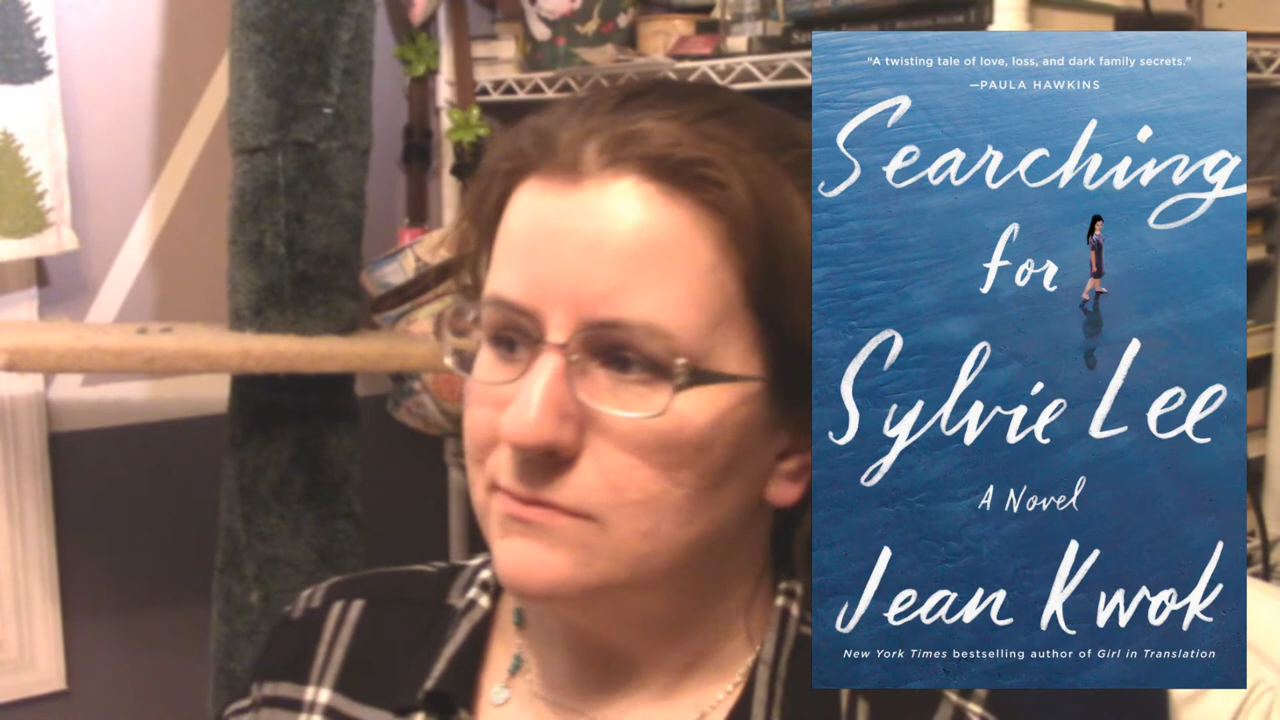 "A twisting tale of love, loss, and dark family secrets."
—PAULA HAWKINS
Searching
for
Sylvie Lee
A Novel
Jean Kwok
New York Times bestselling author of Girl in Translation